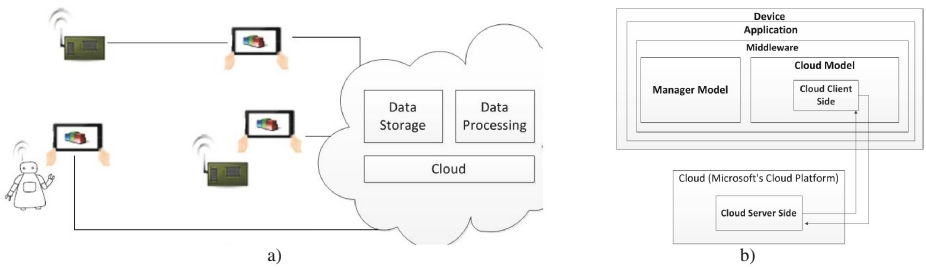 Data
Storage
Data
Processing
Cloud
a)
Device
Application
Middleware
Manager Model
Cloud Model
Cloud Client
Side
Cloud (Microsoft's Cloud Platform)
Cloud Server Side
b)